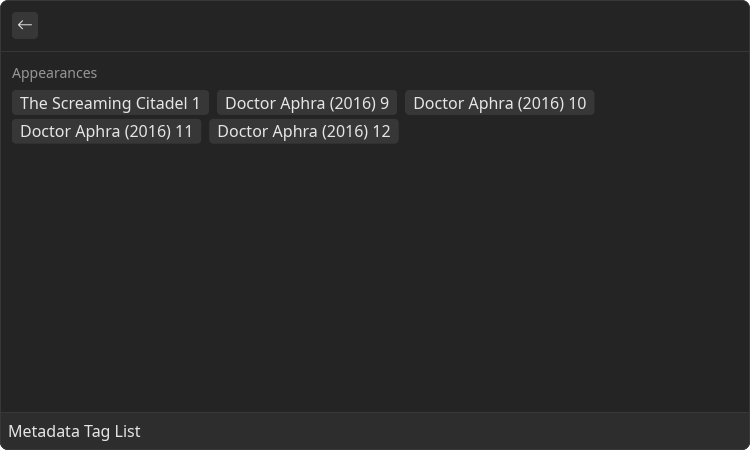 Appearances
The Screaming Citadel 1 Doctor Aphra (2016) 9 Doctor Aphra (2016) 10
Doctor Aphra (2016) 11 Doctor Aphra (2016) 12
Metadata Tag List